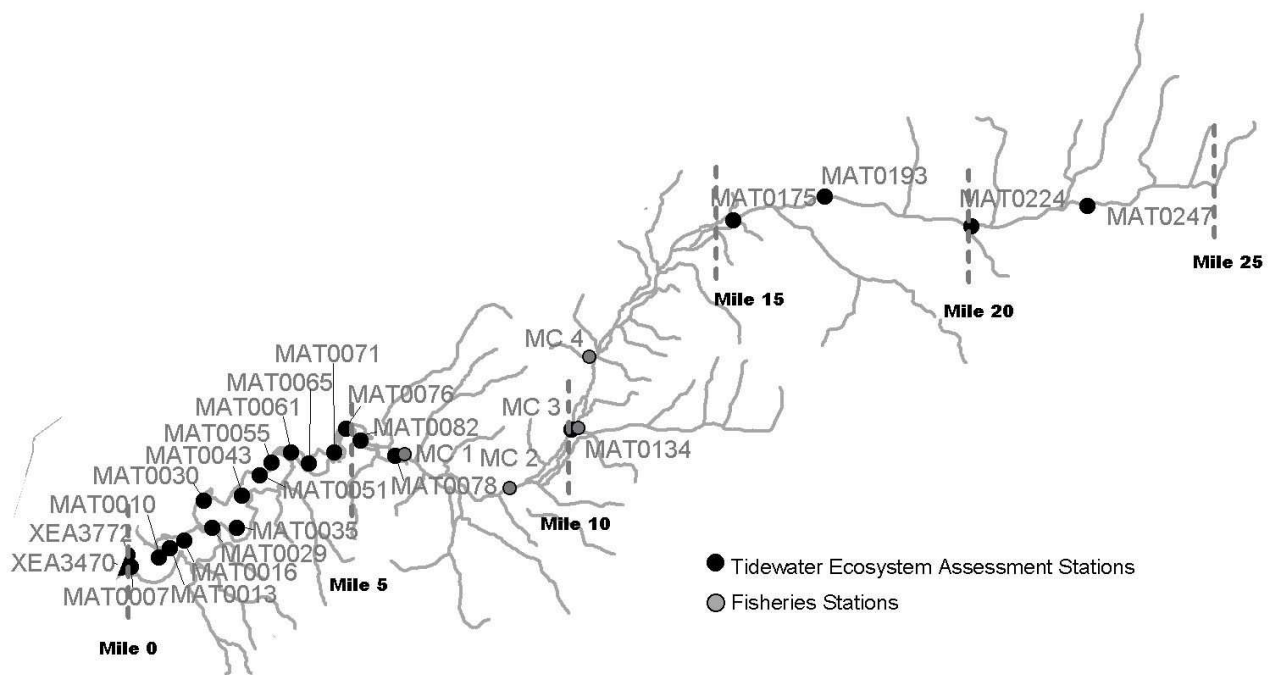 MAT0193
MAT0175
MAT0224
MAT0247
Mile 25
Mile 15
Mile 20
MC 4
MAT0071
MAT0065
MAT0076
MAT0061
MC 3
MAT0082
MAT0055
MC 1
MC 2
MAT0134
MAT0043
MAT0078
MAT0030
MAT0051
MAT0010
Mile 10
XEA3772
MAT0035
MAT0029
XEA3470
MAT0016
Tidewater Ecosystem Assessment Stations
Mile 5
MAT0007
MAT0013
Fisheries Stations
Mile 0